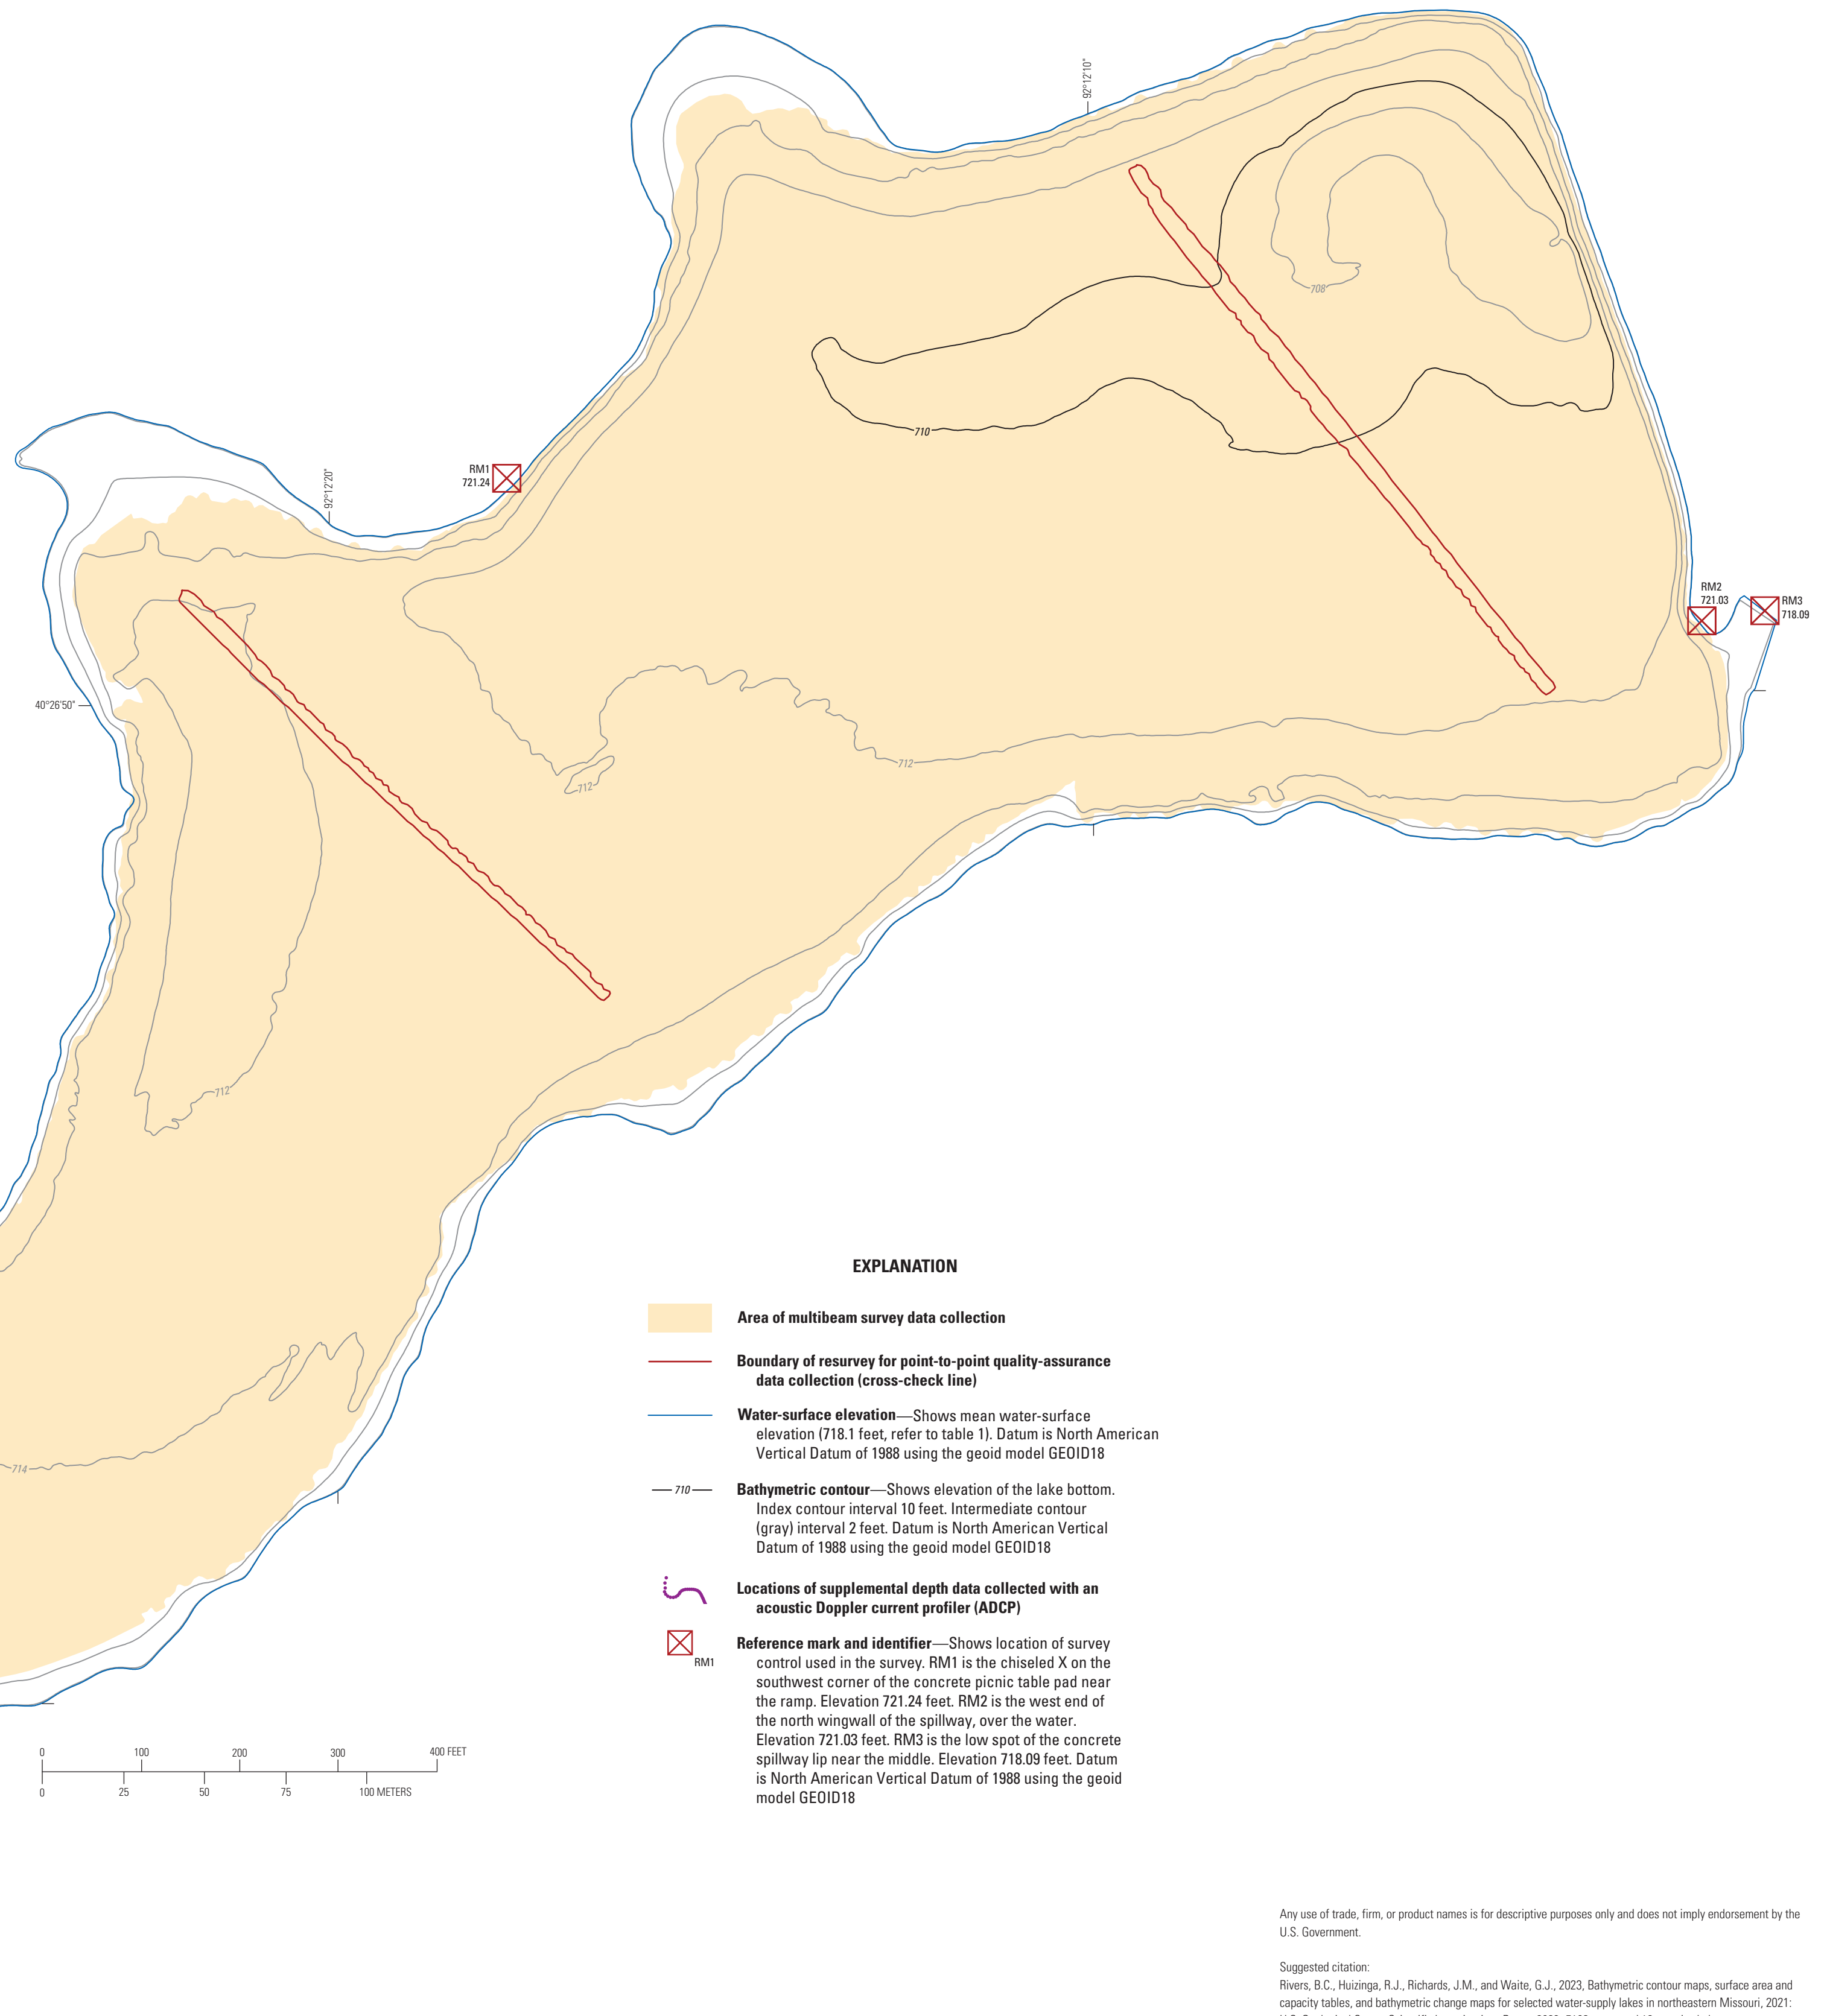 92°12'10"
708
710
RM1
721.24
92°12'20"
RM2
721.03
RM3
718.09
40°26'50"
712
712
712
714
EXPLANATION
Area of multibeam survey data collection
Boundary of resurvey for point-to-point quality-assurance
data collection (cross-check line)
Water-surface elevation—Shows mean water-surface
elevation (718.1 feet, refer to table 1). Datum is North American
Vertical Datum of 1988 using the geoid model GEOID18
710
Bathymetric contour—Shows elevation of the lake bottom.
Index contour interval 10 feet. Intermediate contour
(gray) interval 2 feet. Datum is North American Vertical
Datum of 1988 using the geoid model GEOID18
Locations of supplemental depth data collected with an
acoustic Doppler current profiler (ADCP)
RM1
Reference mark and identifier—Shows location of survey
control used in the survey. RM1 is the chiseled X on the
southwest corner of the concrete picnic table pad near
the ramp. Elevation 721.24 feet. RM2 is the west end of
the north wingwall of the spillway, over the water.
Elevation 721.03 feet. RM3 is the low spot of the concrete
spillway lip near the middle. Elevation 718.09 feet. Datum
is North American Vertical Datum of 1988 using the geoid
model GEOID18
0 100 200 300 400 FEET
0 25 50 75 100 METERS
Any use of trade, firm, or product names is for descriptive purposes only and does not imply endorsement by the
U.S. Government.
Suggested citation:
Rivers, B.C., Huizinga, R.J., Richards, J.M., and Waite, G.J., 2023, Bathymetric contour maps, surface area and
capacity tables, and bathymetric change maps for selected water-supply lakes in northeastern Missouri, 2021: